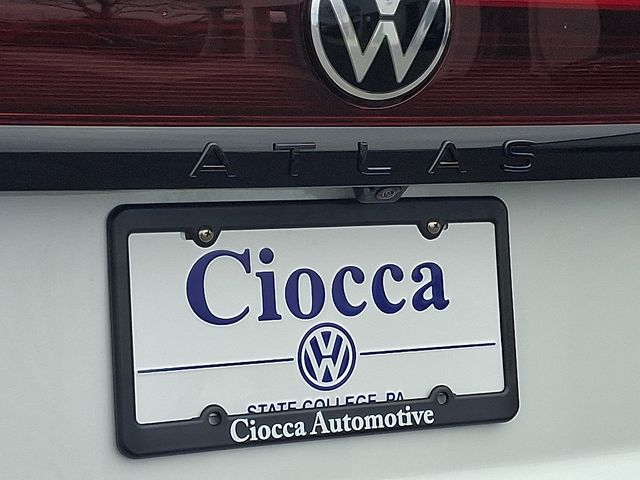 ATLAS
Ciocca
STATE COLLEGE, PA
Ciocca Automotive